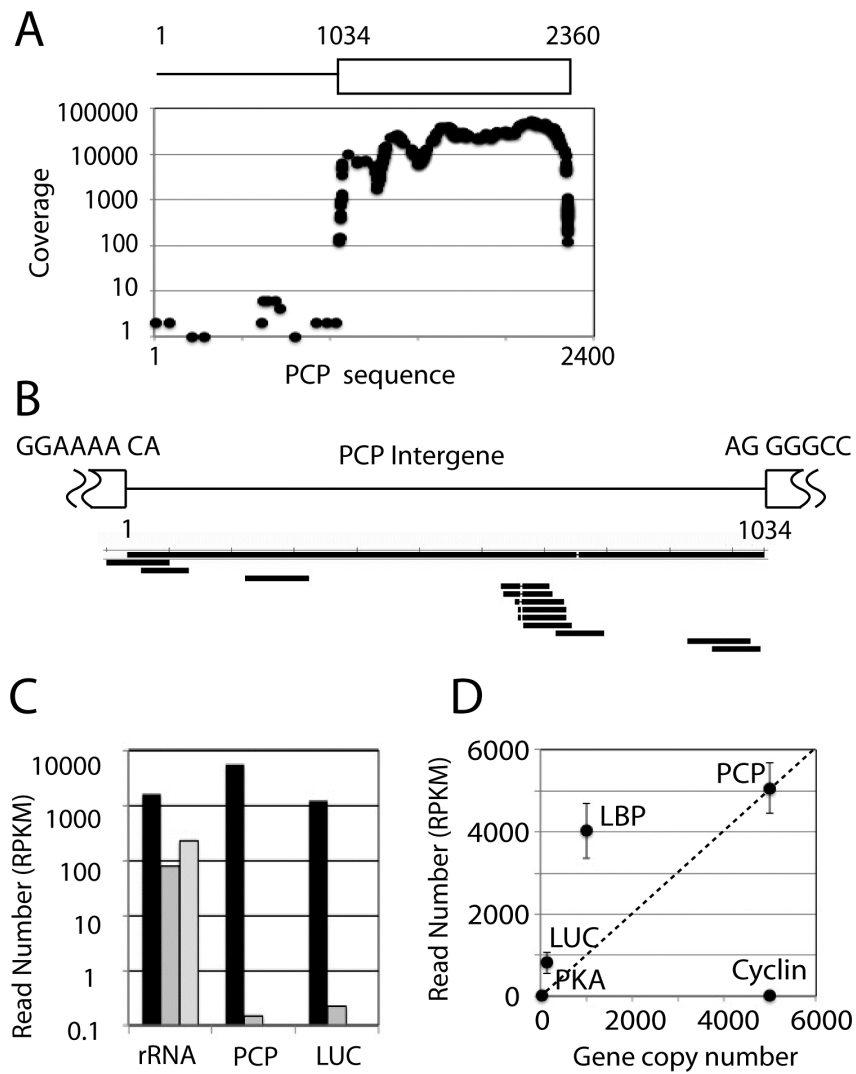 A
1 1034 2360
100000
10000
1000
100
10
1
Coverage
1 2400
PCP sequence
B
GGAAAA CA PCP Intergene AG GGGCC
1 1034
C
10000
1000
100
10
1
0.1
Read Number (RPKM)
rRNA PCP LUC
D
6000
4000
2000
0
Read Number (RPKM)
PCP
LBP
LUC
PKA
Cyclin
0 2000 4000 6000
Gene copy number